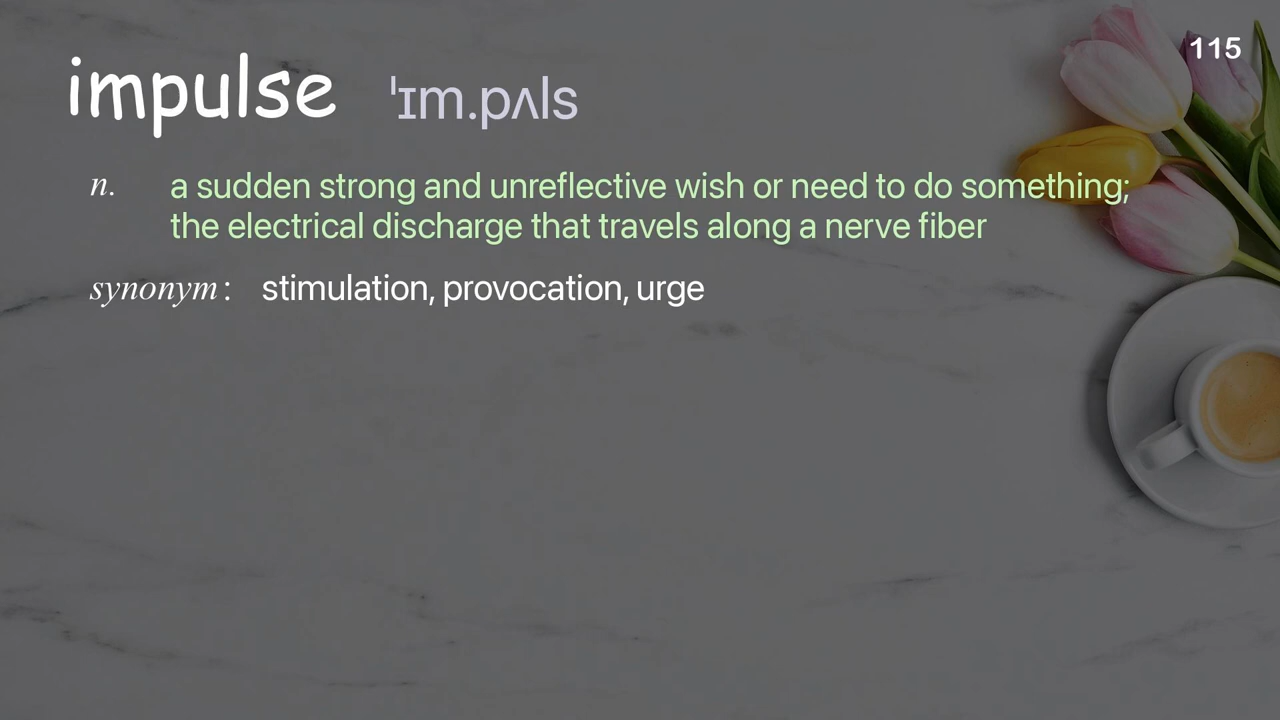 115
impulse ˈɪm.pʌls
n. a sudden strong and unreflective wish or need to do something;
the electrical discharge that travels along a nerve fiber
synonym: stimulation, provocation, urge